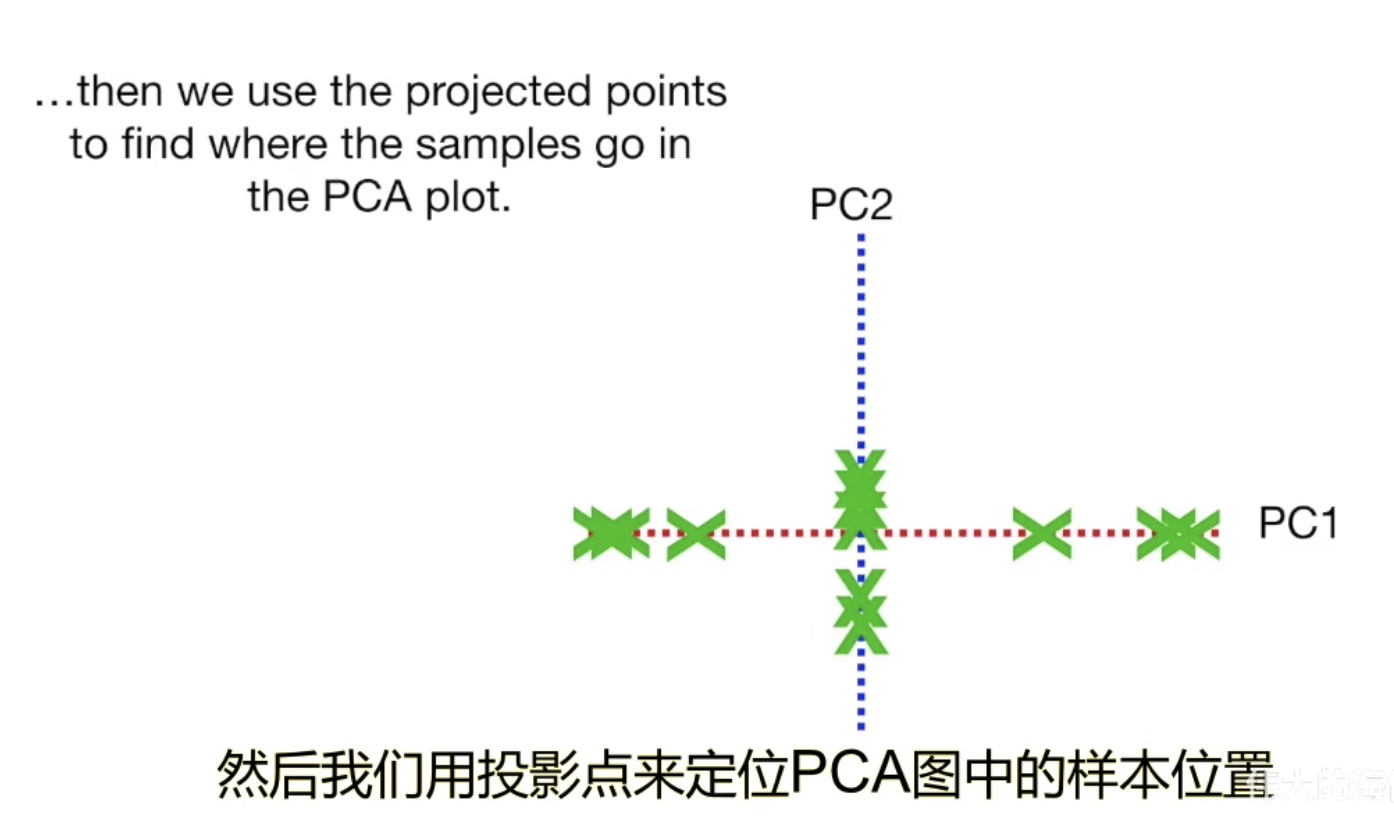 ...then we use the projected points
to find where the samples go in
the PCA plot.
PC2
PC1
然后我们用投影点来定位PCA图中的样本位置